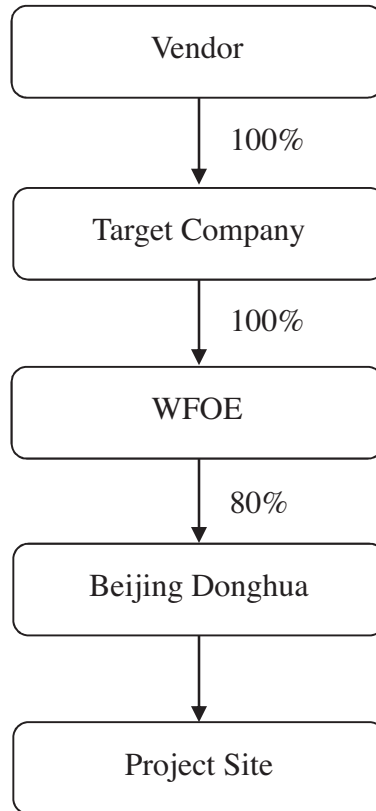 Vendor
100%
Target Company
100%
WFOE
80%
Beijing Donghua
Project Site